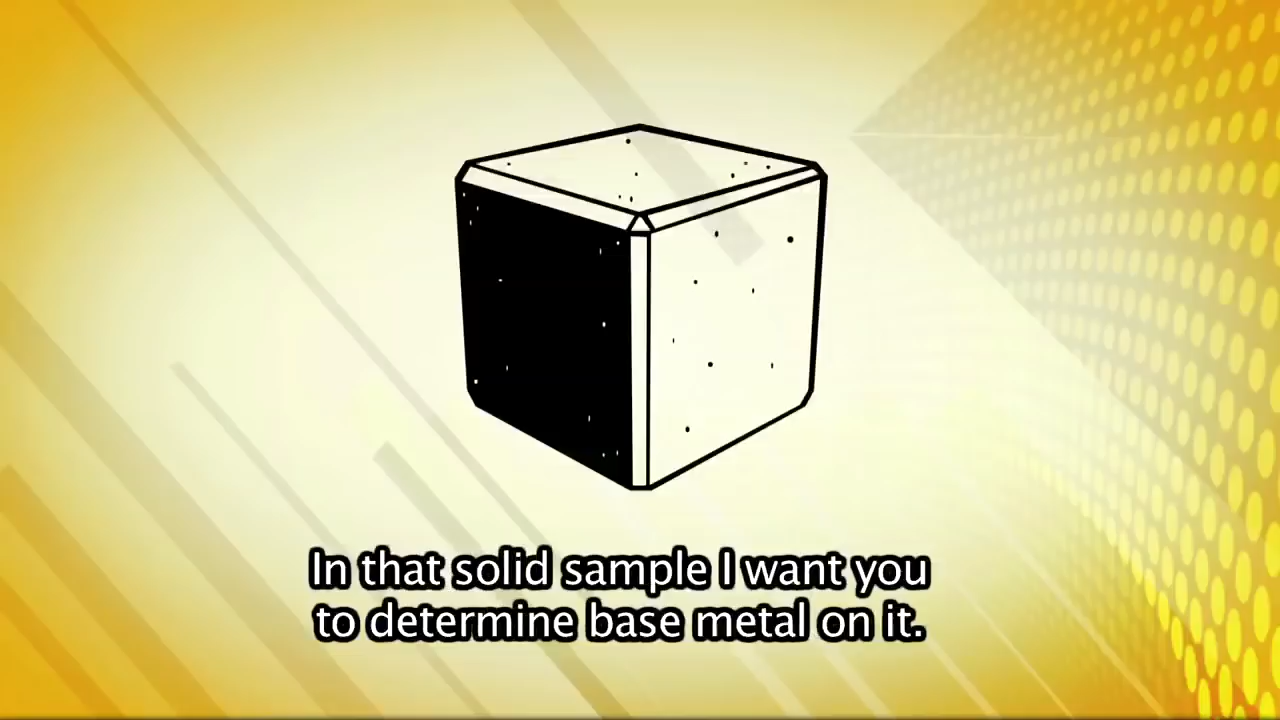 In that solid sample I want you
to determine base metal on it.